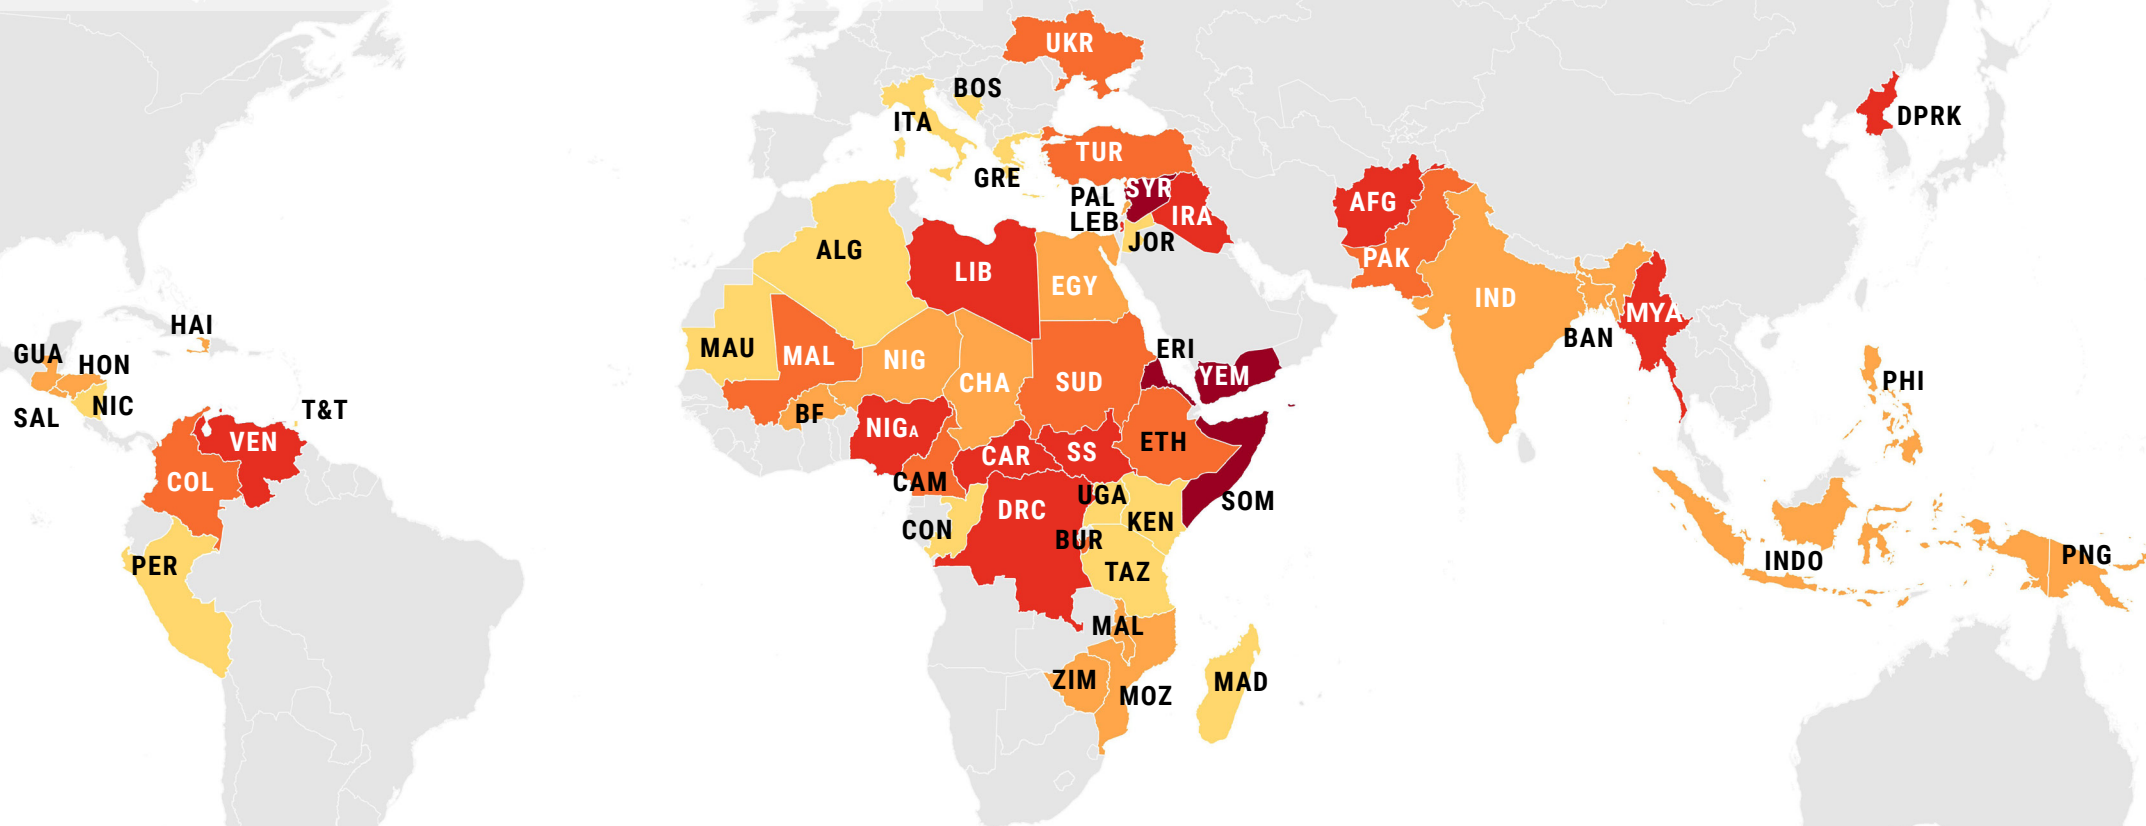 UKR
BOS
ITA
DPRK
TUR
GRE
PAL
SYR
LEB
IRA
JOR
AFG
ALG
LIB
EGY
PAK
IND
MYA
BAN
HAI
GUA
HON
NIC
SAL
T&T
MAU
MAL
NIG
CHA
SUD
ERI
YEM
PHI
BF
NIGA
VEN
COL
CAR
SS
ETH
CAM
DRC
UGA
SOM
CON
KEN
BUR
PER
TAZ
INDO
PNG
MAL
ZIM
MOZ
MAD